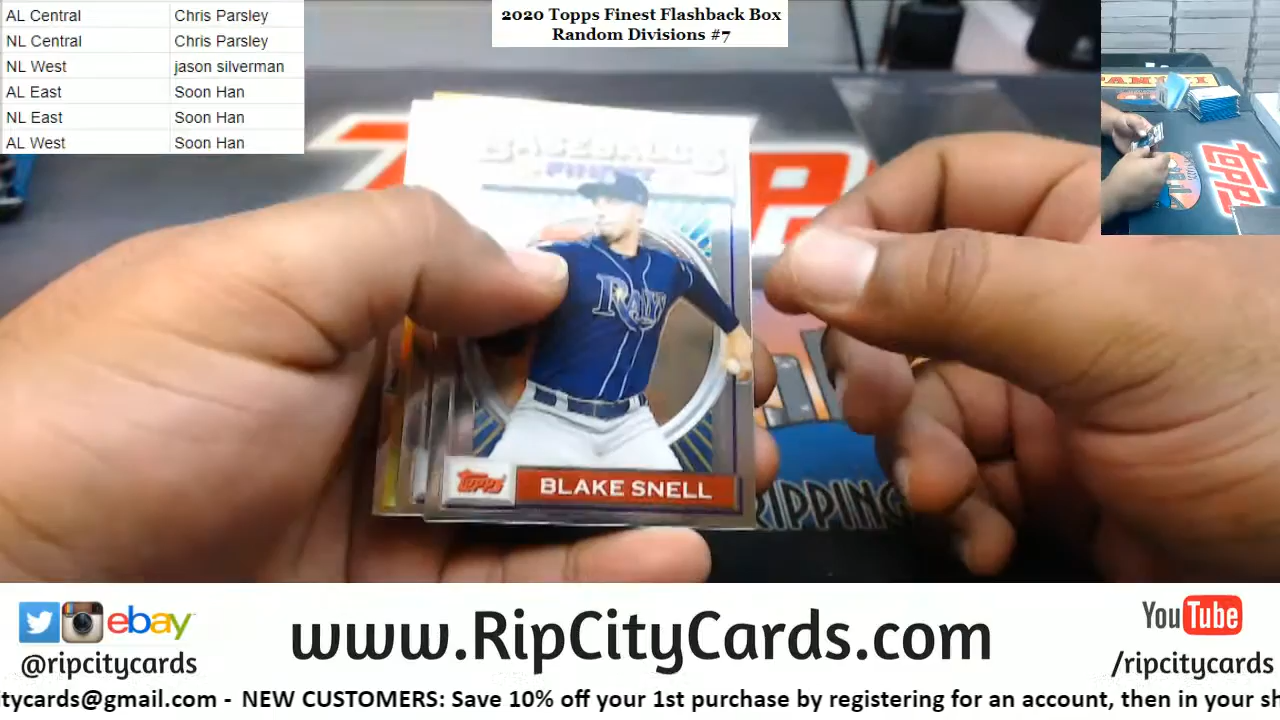 AL Central Chris Parsley
NL Central Chris Parsley
NL West jason silverman
AL East Soon Han
NL East Soon Han
AL West Soon Han
2020 Topps Finest Flashback Box
Random Divisions #7
PANINI
BASEBALL'S
FINEST
RAYS
TOPPS
BLAKE SNELL
RIPPING
Topps
ebay
@ripcitycards
www.RipCityCards.com
YouTube
/ripcitycards
citycards@gmail.com - NEW CUSTOMERS: Save 10% off your 1st purchase by registering for an account, then in your sh